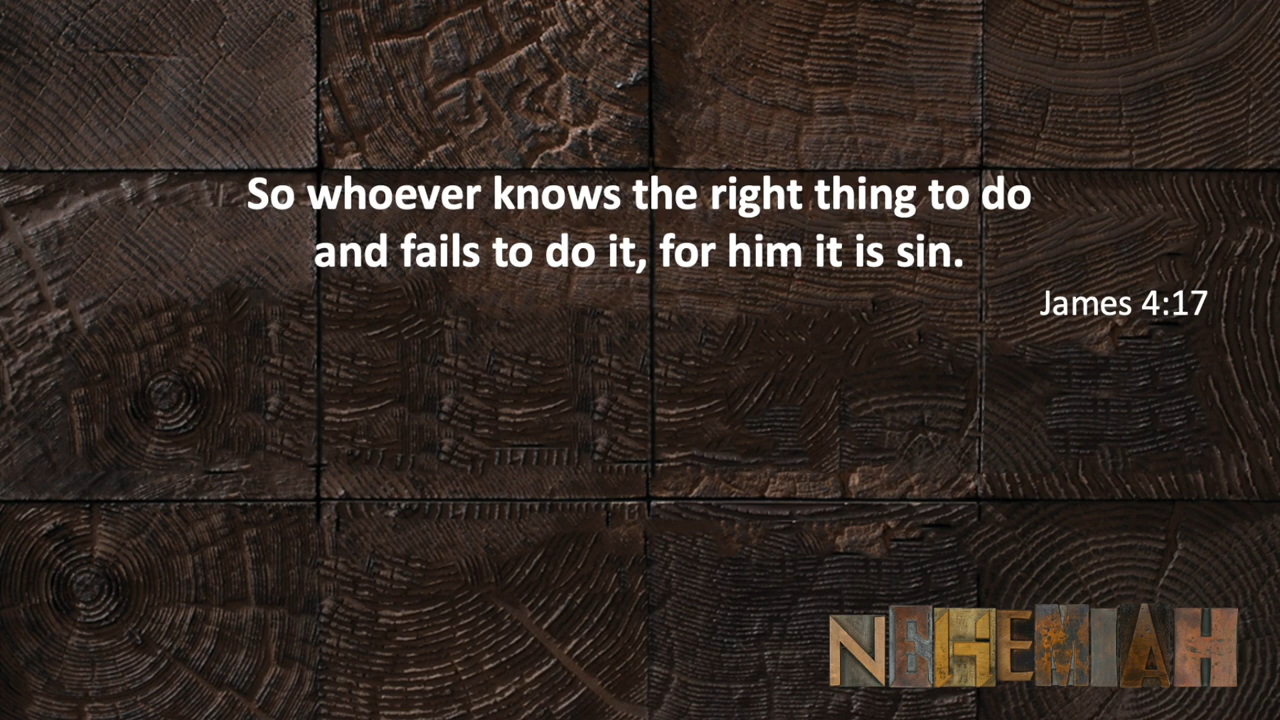 So whoever knows the right thing to do
and fails to do it, for him it is sin.
James 4:17
NEHEMIAH